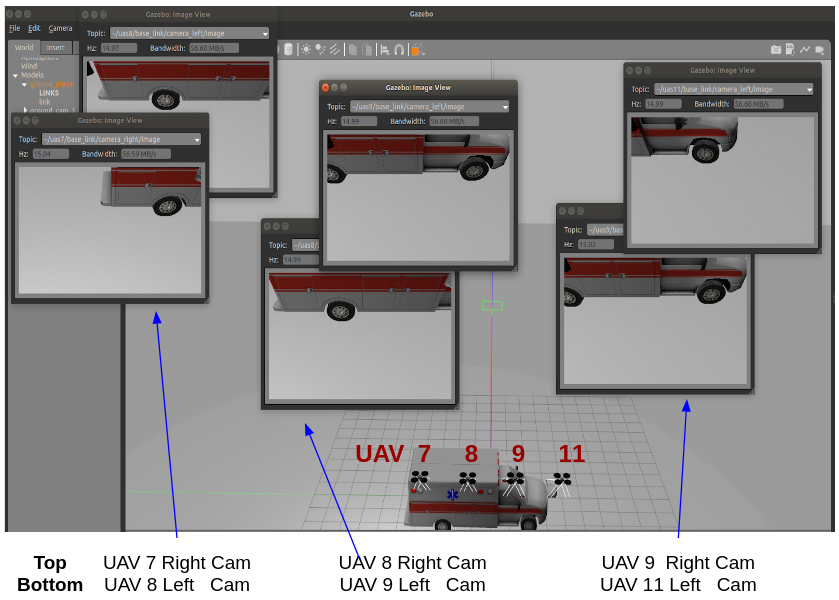 Gazebo
File Edit Camera
World Insert
Wind
Models
ground_plane
LINKS
link
ground_cam_1
Gazebo: Image View
Topic: ~/uas8/base_link/camera_left/image
Hz: 14.97 Bandwidth: 56.60 MB/s
Gazebo: Image View
Topic: ~/uas7/base_link/camera_right/image
Hz: 15.04 Bandwidth: 56.59 MB/s
Gazebo: Image View
Topic: ~/uas9/base_link/camera_left/image
Hz: 14.99 Bandwidth: 56.60 MB/s
Gazebo: Image View
Topic: ~/uas11/base_link/camera_left/image
Hz: 14.99 Bandwidth: 56.60 MB/s
Topic: ~/uas8/
Hz: 14.99
Topic: ~/uas9/bas
Hz: 15.02
UAV 7 8 9 11
Top UAV 7 Right Cam UAV 8 Right Cam UAV 9 Right Cam
Bottom UAV 8 Left Cam UAV 9 Left Cam UAV 11 Left Cam